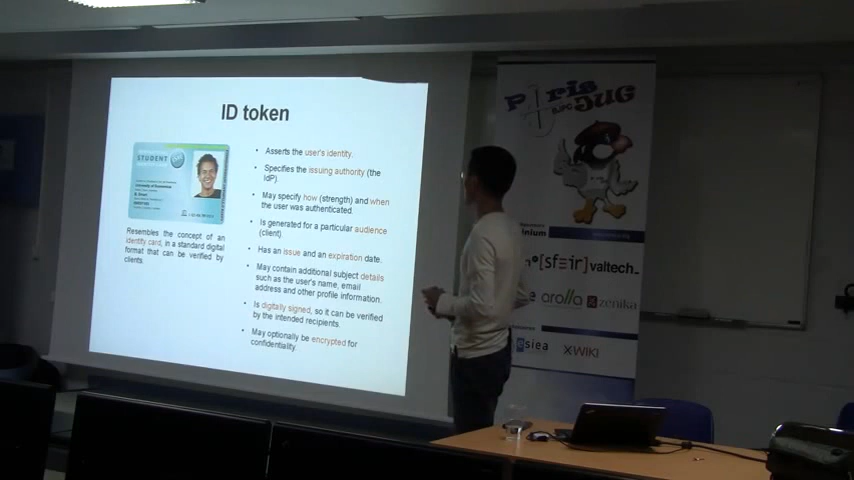 ID token
STUDENT
Resembles the concept of an
identity card, in a standard digital
format that can be verified by
clients.
• Asserts the user's identity.
• Specifies the issuing authority (the
IdP)
• May specify how (strength) and when
the user was authenticated.
• Is generated for a particular audience
(client).
• Has an issue and an expiration date.
• May contain additional subject details
such as the user's name, email
address and other profile information.
• Is digitally signed, so it can be verified
by the intended recipients.
• May optionally be encrypted for
confidentiality.
Paris
JUG
[sfeir] valtech_
arolla zenika
esiea XWIKI